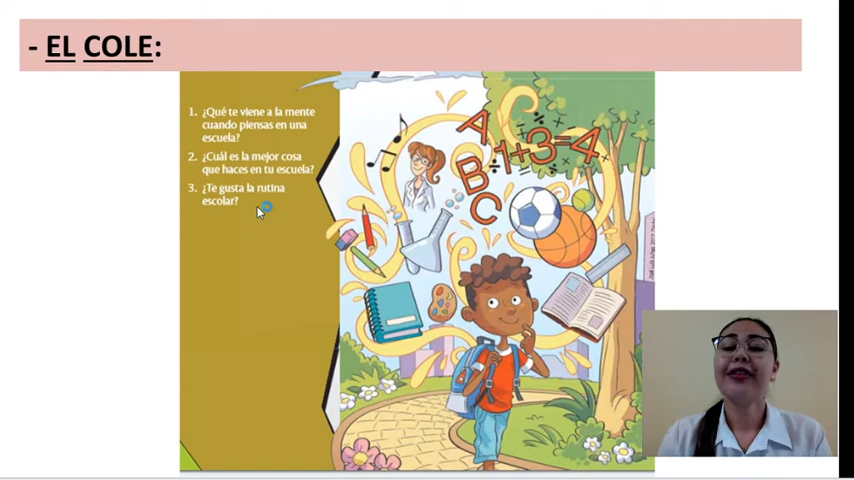 - EL COLE:
1. ¿Qué te viene a la mente
cuando piensas en una
escuela?
2. ¿Cuál es la mejor cosa
que haces en tu escuela?
3. ¿Te gusta la rutina
escolar?
A
B
C
÷1+3=4